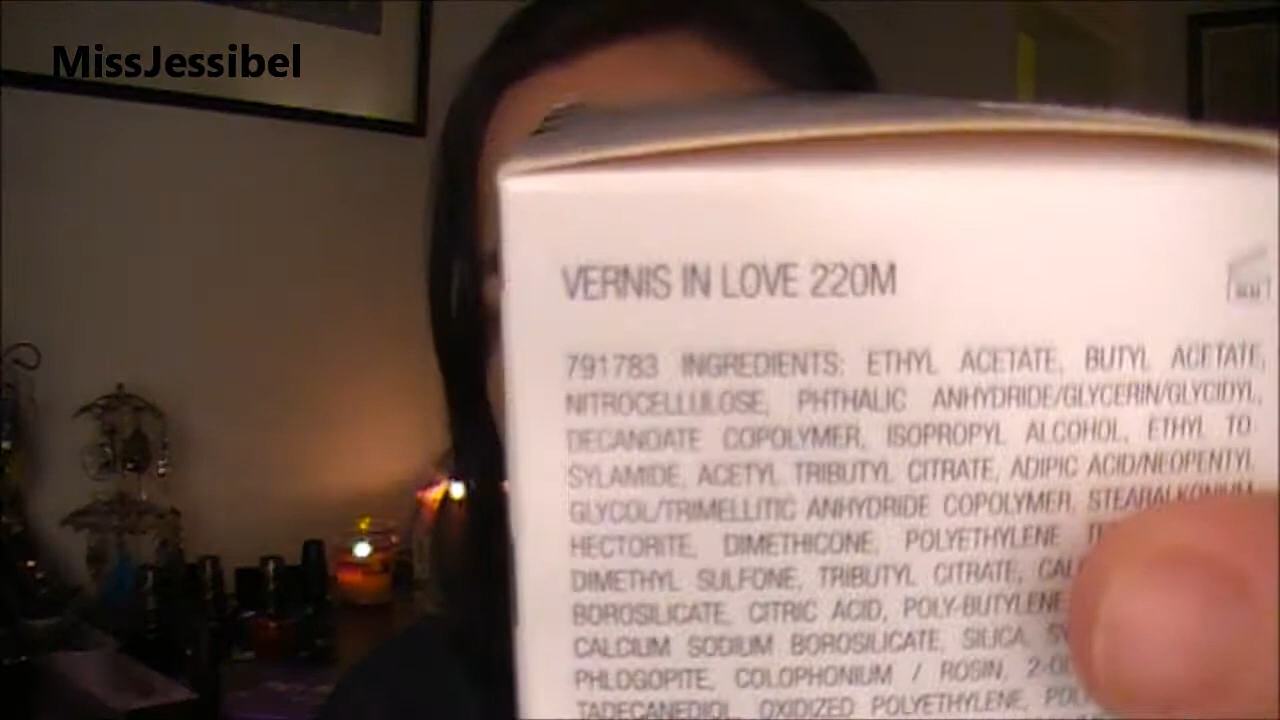 MissJessibel
VERNIS IN LOVE 220M
791783 INGREDIENTS: ETHYL ACETATE, BUTYL ACETATE,
NITROCELLULOSE, PHTHALIC ANHYDRIDE/GLYCERIN/GLYCIDYL
DECANOATE COPOLYMER, ISOPROPYL ALCOHOL, ETHYL TO
SYLAMIDE, ACETYL TRIBUTYL CITRATE, ADIPIC ACID/NEOPENTYL
GLYCOL/TRIMELLITIC ANHYDRIDE COPOLYMER, STEARALKONIUM
HECTORITE, DIMETHICONE, POLYETHYLENE
DIMETHYL SULFONE, TRIBUTYL CITRATE,
BOROSILICATE, CITRIC ACID, POLY-BUTYLENE
CALCIUM SODIUM BOROSILICATE, SILICA,
PHLOGOPITE, COLOPHONIUM / ROSIN,
TADECANEDIOL, OXIDIZED POLYETHYLENE,